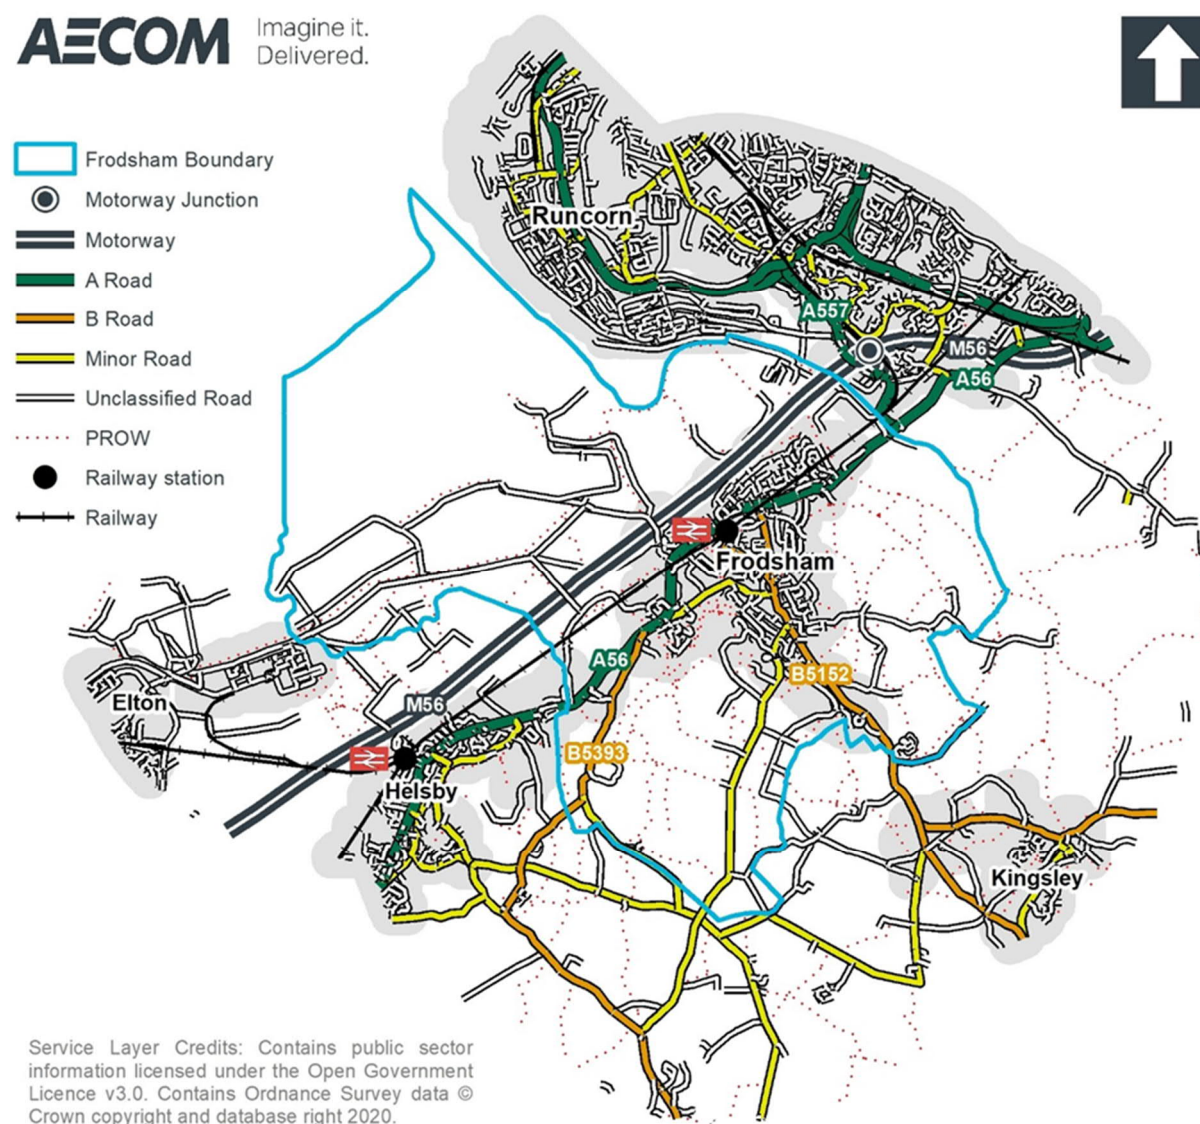 AECOM
Imagine it.
Delivered.
Frodsham Boundary
Motorway Junction
Motorway
A Road
B Road
Minor Road
Unclassified Road
PROW
Railway station
Railway
Runcorn
A557
M56
A56
Frodsham
A56
B5152
Elton
M56
B5393
Helsby
Kingsley
Service Layer Credits: Contains public sector
information licensed under the Open Government
Licence v3.0. Contains Ordnance Survey data ©
Crown copyright and database right 2020.